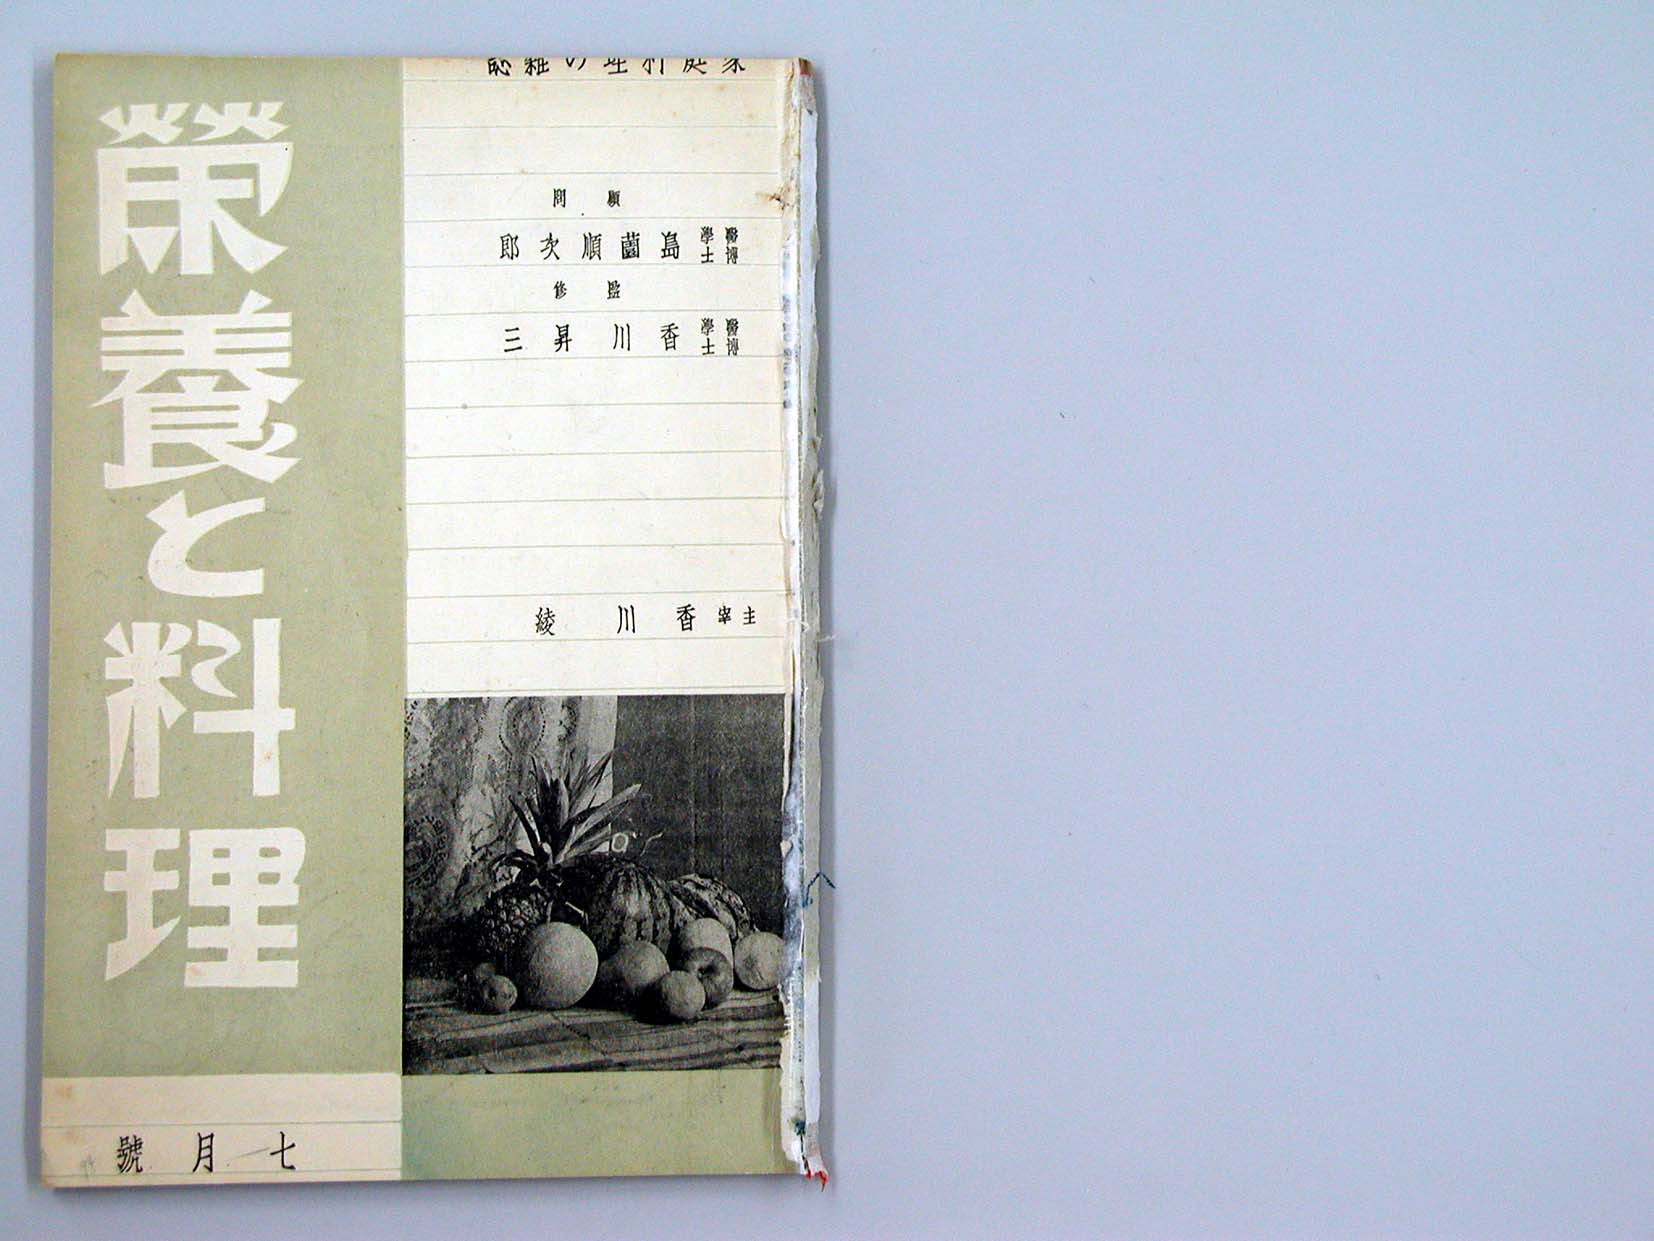 家庭料理の雑誌
顧問
醫學博士 島薗順次郎
監修
醫學博士 香川昇三
主宰 香川綾
榮養と料理
七月號